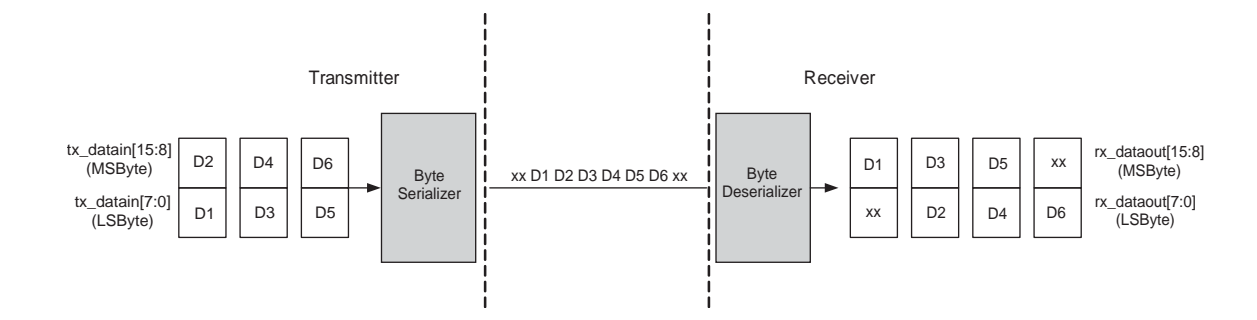 Transmitter
Receiver
tx_datain[15:8]
(MSByte)
D2 D4 D6
tx_datain[7:0]
(LSByte)
D1 D3 D5
Byte
Serializer
xx D1 D2 D3 D4 D5 D6 xx
Byte
Deserializer
D1 D3 D5 xx
rx_dataout[15:8]
(MSByte)
xx D2 D4 D6
rx_dataout[7:0]
(LSByte)